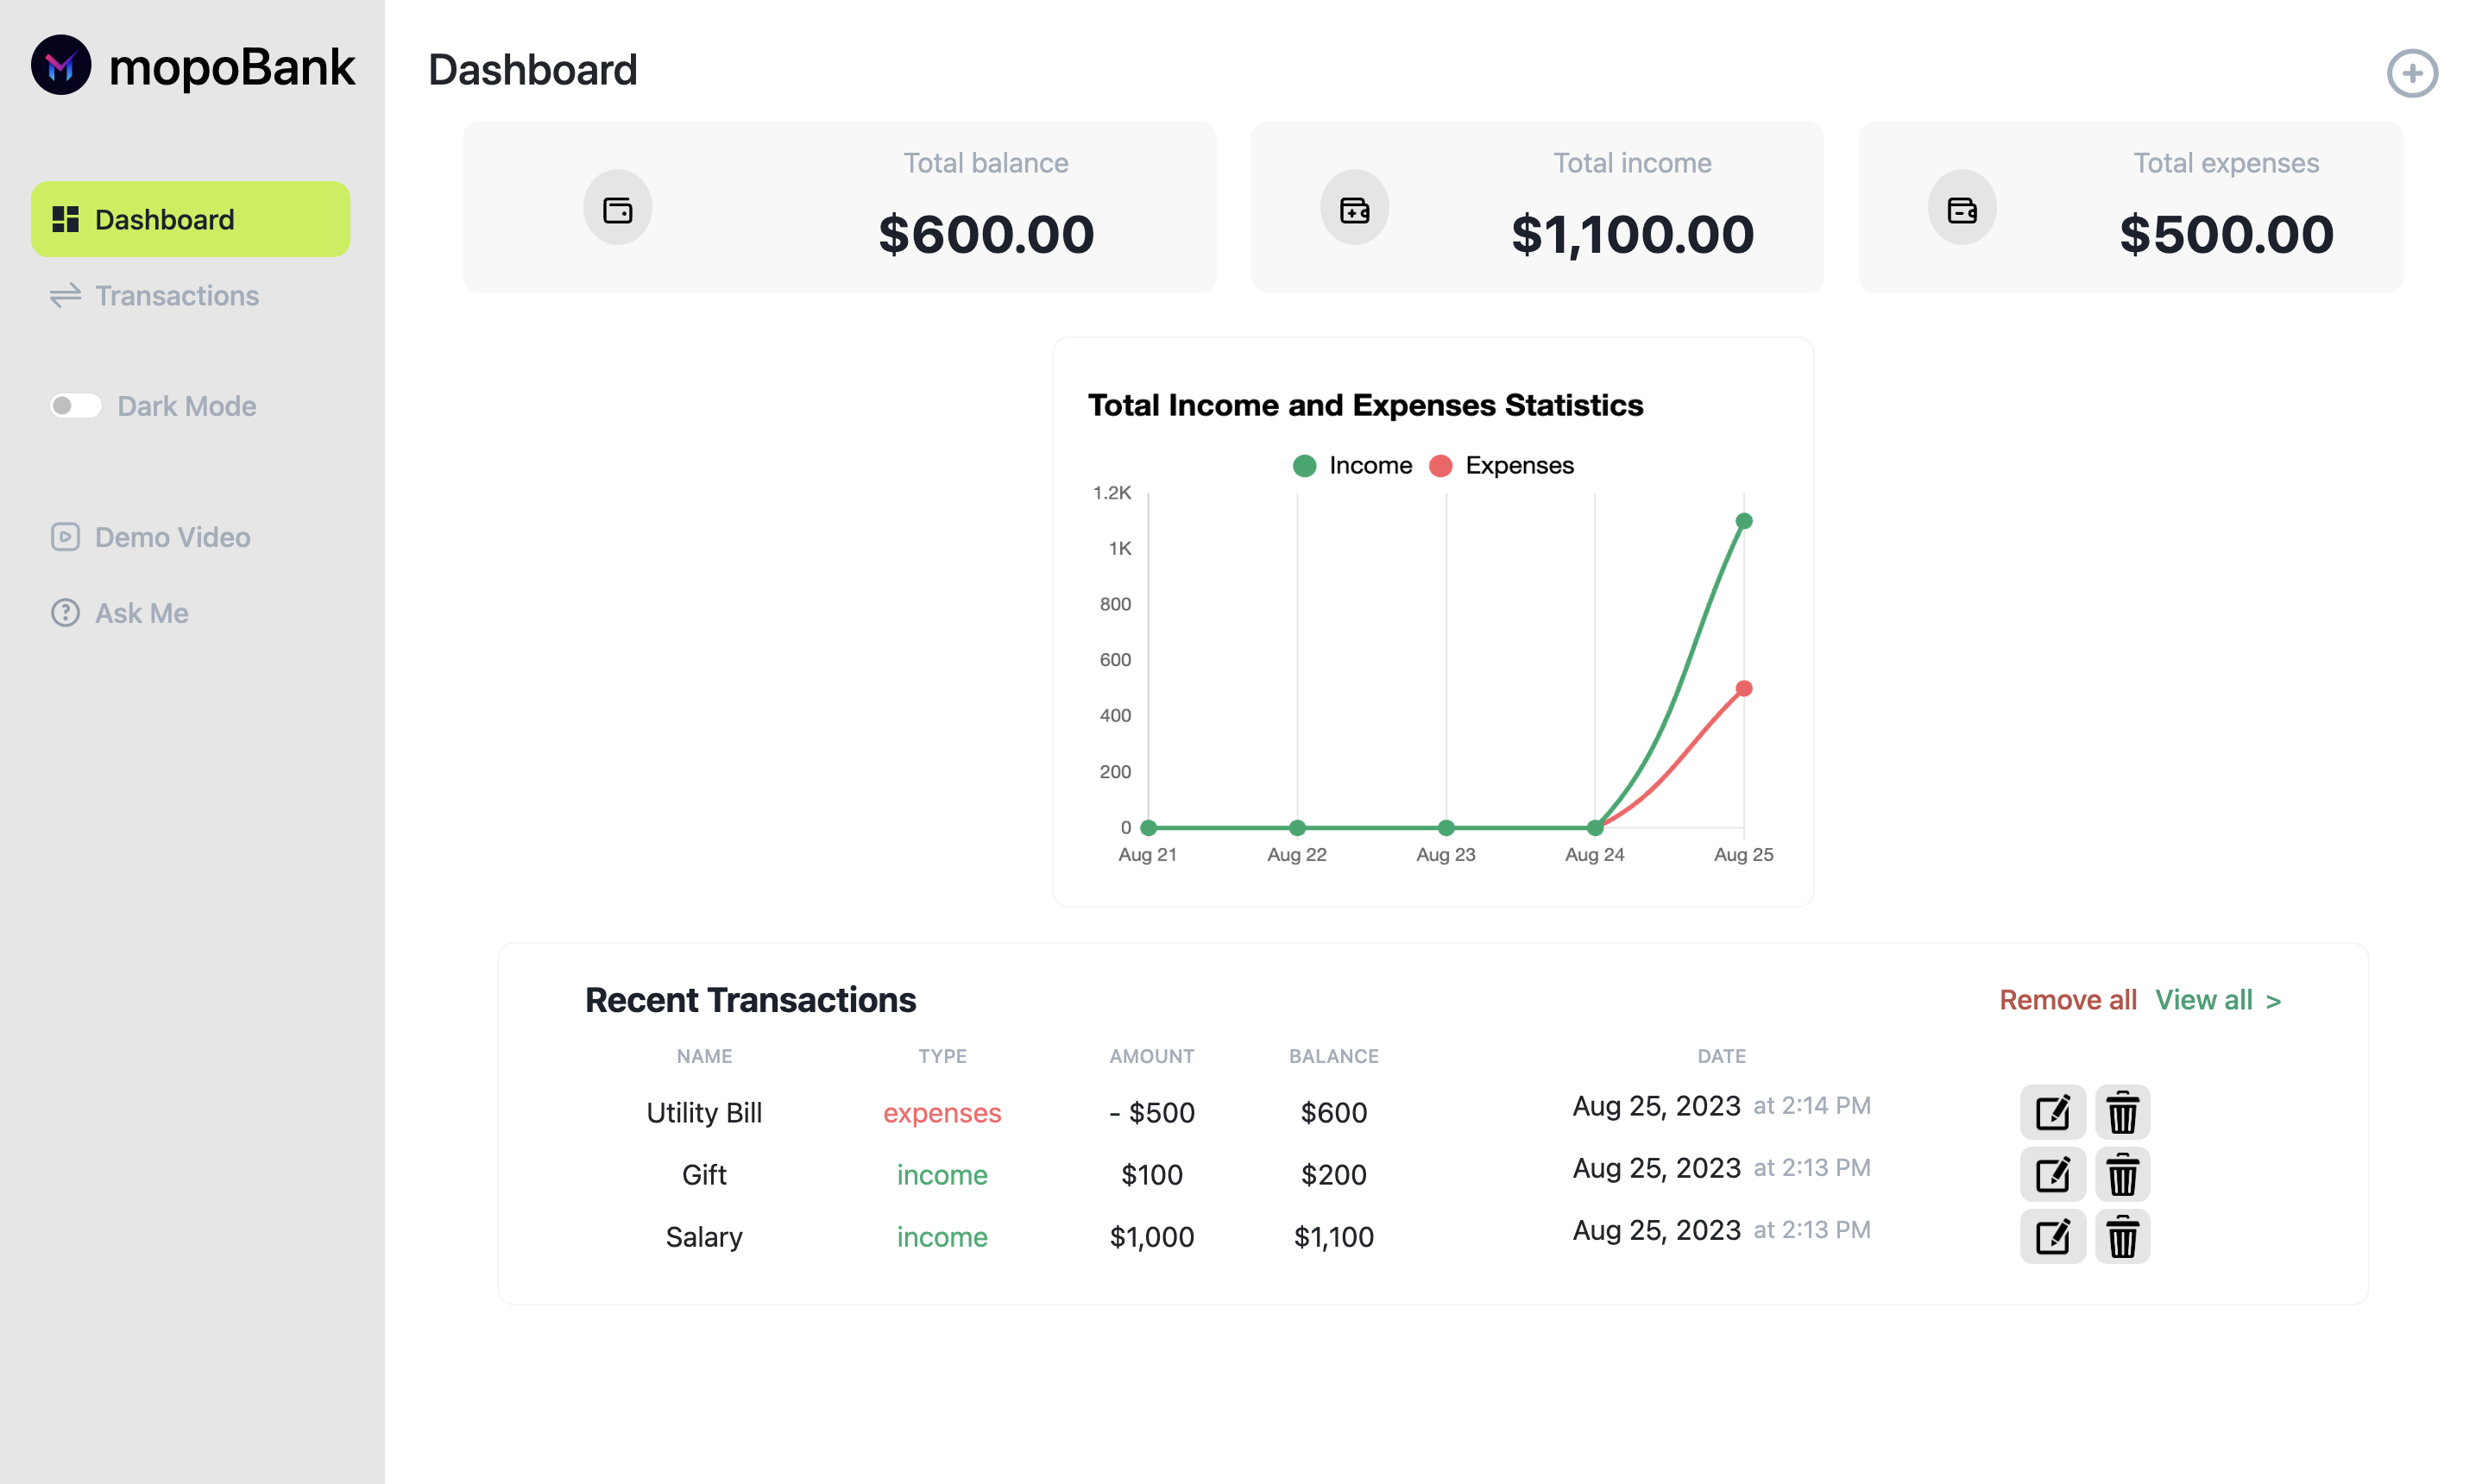 mopoBank
Dashboard
Transactions
Dark Mode
Demo Video
Ask Me
Dashboard
Total balance
$600.00
Total income
$1,100.00
Total expenses
$500.00
Total Income and Expenses Statistics
Income Expenses
1.2K
1K
800
600
400
200
0
Aug 21 Aug 22 Aug 23 Aug 24 Aug 25
Recent Transactions Remove all View all >
NAME TYPE AMOUNT BALANCE DATE
Utility Bill expenses - $500 $600 Aug 25, 2023 at 2:14 PM
Gift income $100 $200 Aug 25, 2023 at 2:13 PM
Salary income $1,000 $1,100 Aug 25, 2023 at 2:13 PM